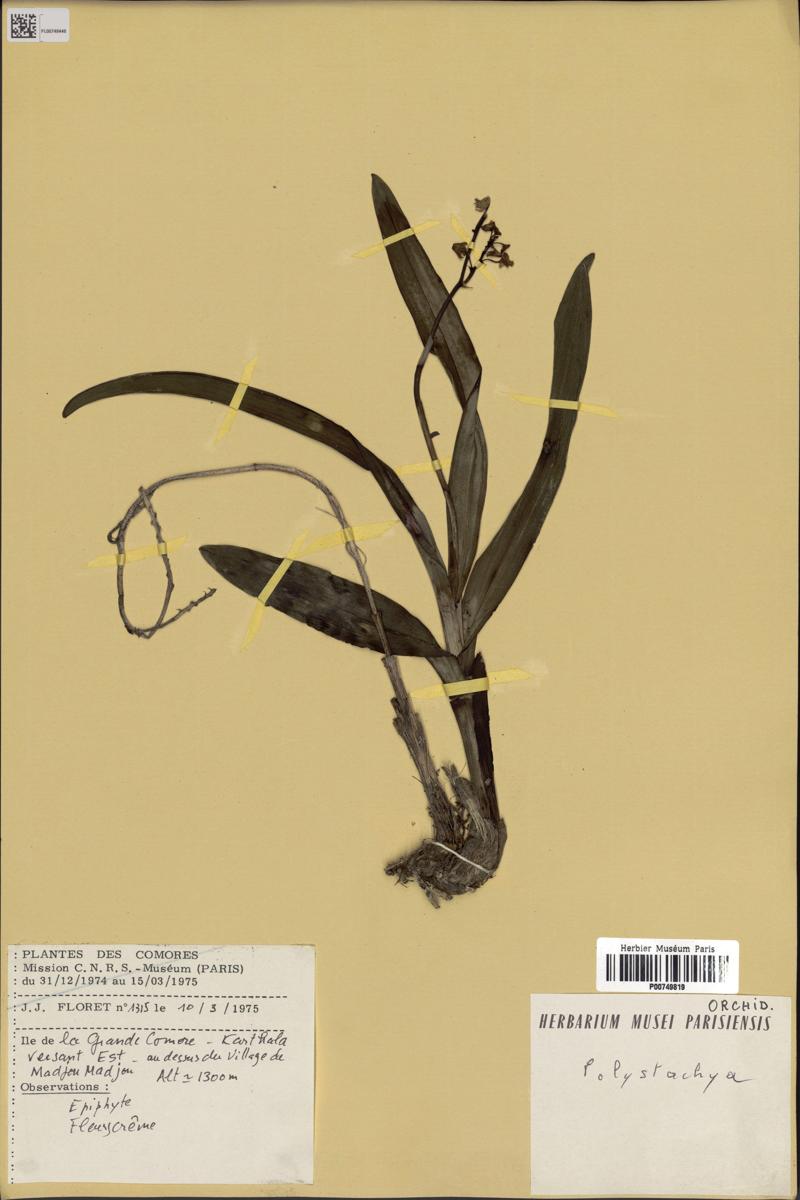 PLANTES DES COMORES
Mission C.N.R.S.-Muséum (PARIS)
du 31/12/1974 au 15/03/1975
J.J. FLORET n° 1315 le 10/3/1975
Ile de la Grande Comore - Karthala
Versant Est - au dessus du Village de
Madjou Madjou Alt ≃ 1300m
Observations :
Epiphyte
Fleurs crême
Herbier Muséum Paris
P00749819
ORCHID.
HERBARIUM MUSEI PARISIENSIS
Polystachya